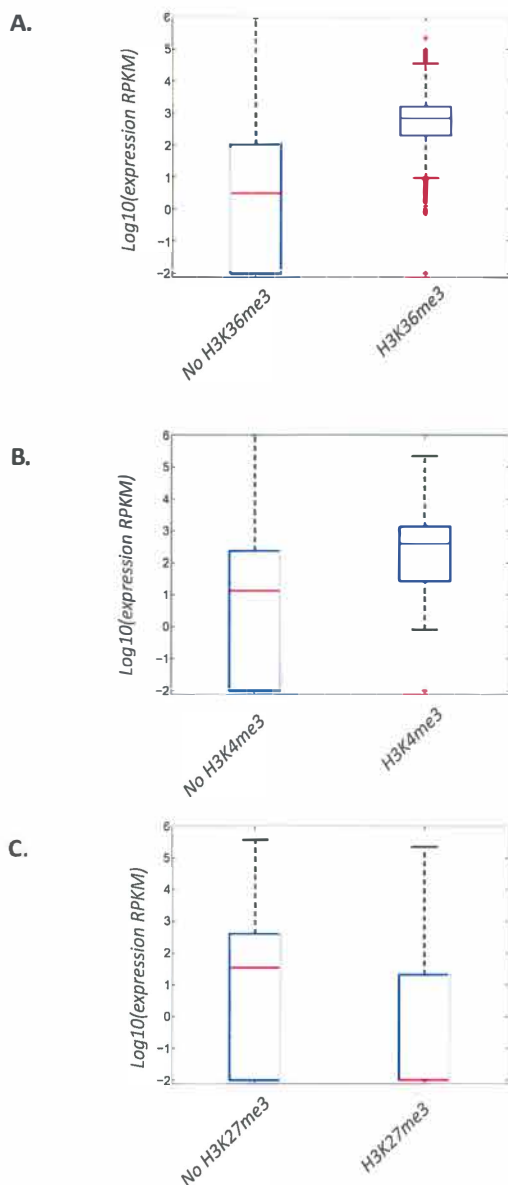 A.
Log10(expression RPKM)
6
5
4
3
2
1
0
−1
−2
No H3K36me3
H3K36me3
B.
Log10(expression RPKM)
6
5
4
3
2
1
0
−1
−2
No H3K4me3
H3K4me3
C.
Log10(expression RPKM)
6
5
4
3
2
1
0
−1
−2
No H3K27me3
H3K27me3